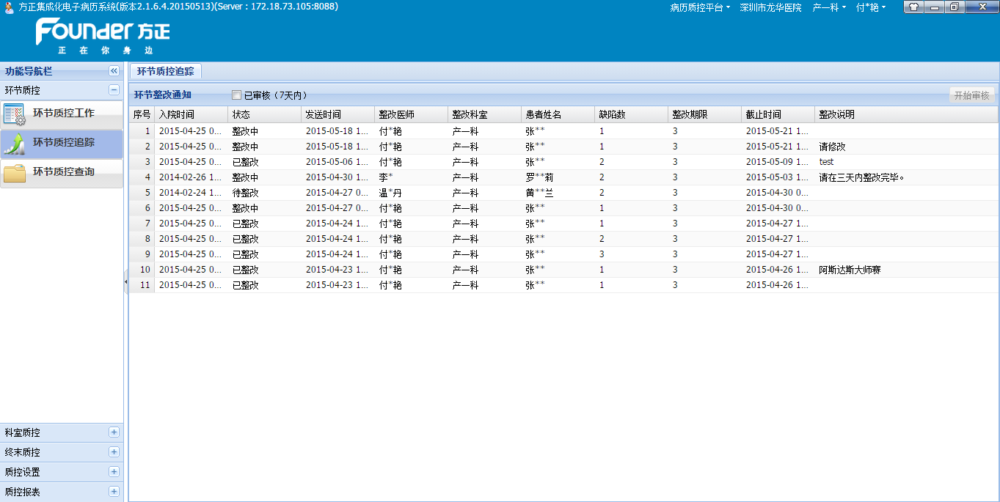 方正集成化电子病历系统(版本2.1.6.4.20150513)(Server : 172.18.73.105:8088) 病历质控平台 深圳市龙华医院 产一科 付*艳
Founder 方正
正 在 你 身 边
功能导航栏
环节质控
环节质控工作
环节质控追踪
环节质控查询
科室质控
终末质控
质控设置
质控报表
环节质控追踪
环节整改通知 已审核（7天内） 开始审核
序号 入院时间 状态 发送时间 整改医师 整改科室 患者姓名 缺陷数 整改期限 截止时间 整改说明
1 2015-04-25 0... 整改中 2015-05-18 1... 付*艳 产一科 张** 1 3 2015-05-21 1...
2 2015-04-25 0... 整改中 2015-05-18 1... 付*艳 产一科 张** 1 3 2015-05-21 1... 请修改
3 2015-04-25 0... 已整改 2015-05-06 1... 付*艳 产一科 张** 2 3 2015-05-09 1... test
4 2014-02-26 1... 整改中 2015-04-30 1... 李* 产一科 罗**莉 2 3 2015-05-03 1... 请在三天内整改完毕。
5 2014-02-24 1... 待整改 2015-04-27 0... 温*丹 产一科 黄**兰 2 3 2015-04-30 0...
6 2015-04-25 0... 整改中 2015-04-27 0... 付*艳 产一科 张** 1 3 2015-04-30 0...
7 2015-04-25 0... 已整改 2015-04-24 1... 付*艳 产一科 张** 1 3 2015-04-27 1...
8 2015-04-25 0... 已整改 2015-04-24 1... 付*艳 产一科 张** 2 3 2015-04-27 1...
9 2015-04-25 0... 已整改 2015-04-24 1... 付*艳 产一科 张** 3 3 2015-04-27 1...
10 2015-04-25 0... 已整改 2015-04-23 1... 付*艳 产一科 张** 1 3 2015-04-26 1... 阿斯达斯大师赛
11 2015-04-25 0... 已整改 2015-04-23 1... 付*艳 产一科 张** 1 3 2015-04-26 1...